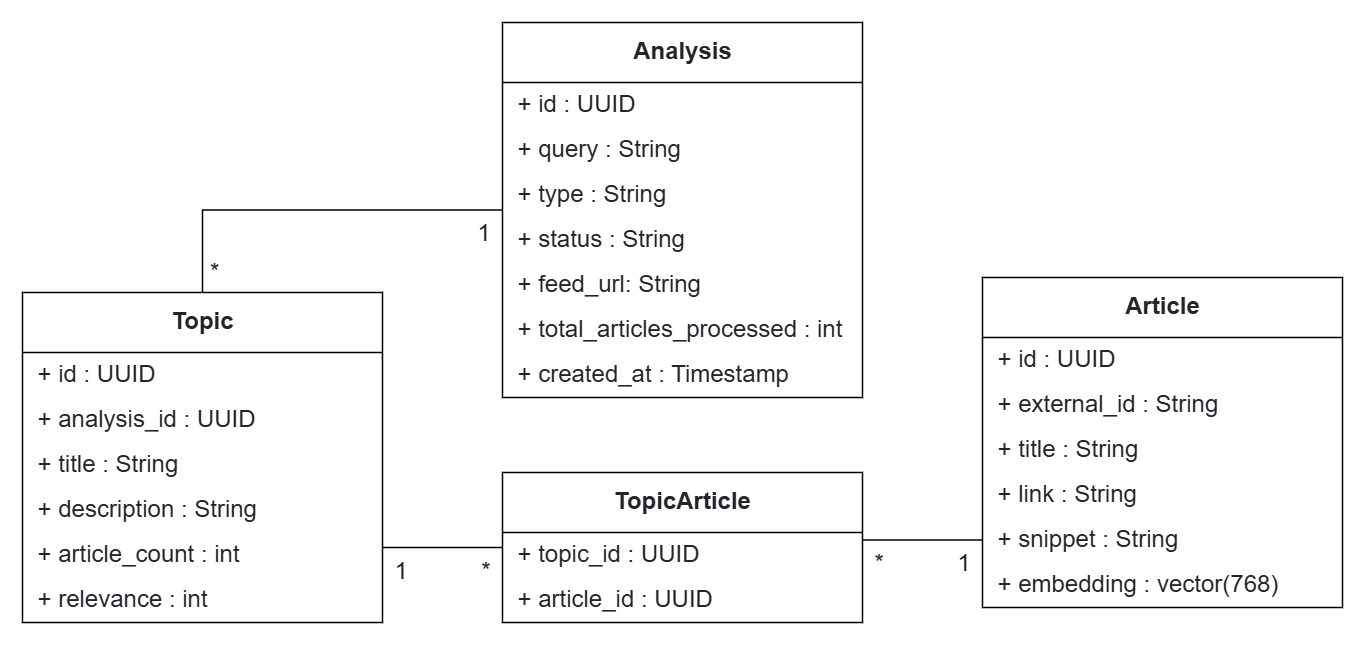 Analysis
+ id : UUID
+ query : String
+ type : String
+ status : String
+ feed_url: String
+ total_articles_processed : int
+ created_at : Timestamp
1
*
Topic
+ id : UUID
+ analysis_id : UUID
+ title : String
+ description : String
+ article_count : int
+ relevance : int
1
*
TopicArticle
+ topic_id : UUID
+ article_id : UUID
*
1
Article
+ id : UUID
+ external_id : String
+ title : String
+ link : String
+ snippet : String
+ embedding : vector(768)